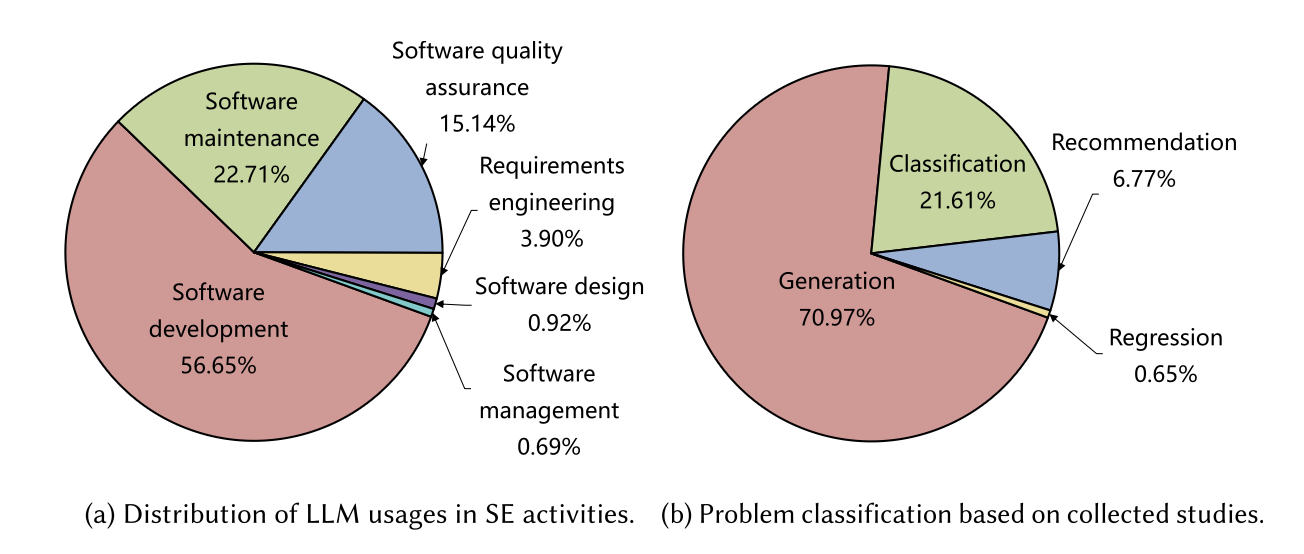 Software quality
assurance
15.14%
Software
maintenance
22.71%
Requirements
engineering
3.90%
Software design
0.92%
Software
development
56.65%
Software
management
0.69%
(a) Distribution of LLM usages in SE activities.
Classification
21.61%
Recommendation
6.77%
Generation
70.97%
Regression
0.65%
(b) Problem classification based on collected studies.